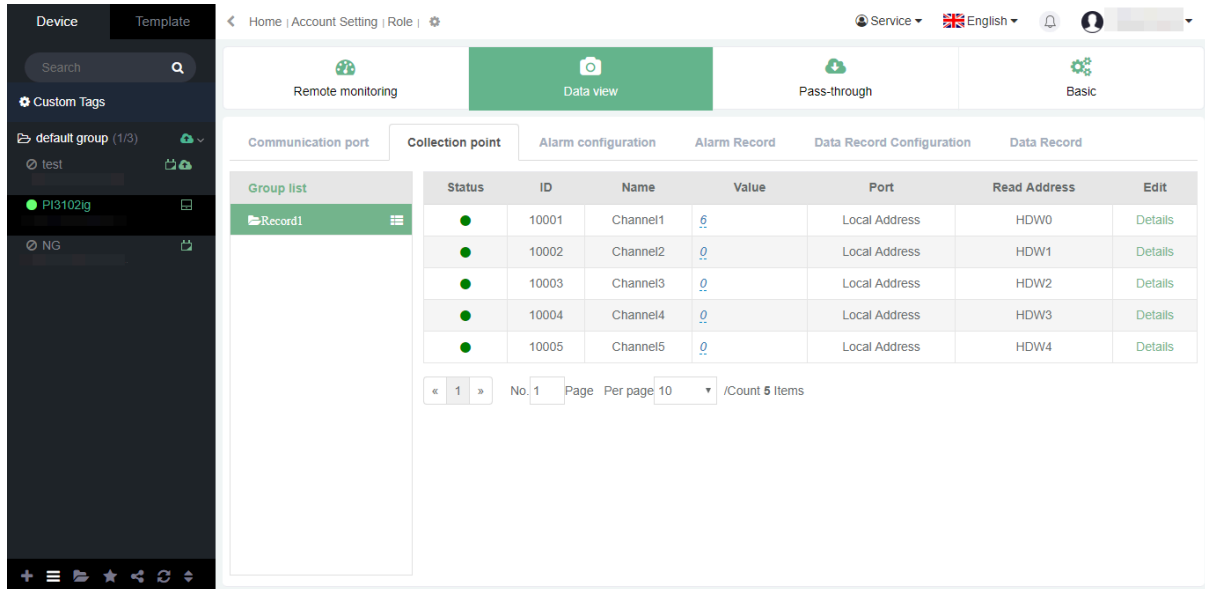 Device Template
Home | Account Setting | Role |
Service English
Search
Custom Tags
default group (1/3)
test
PI3102ig
NG
Remote monitoring Data view Pass-through Basic
Communication port Collection point Alarm configuration Alarm Record Data Record Configuration Data Record
Group list
Record1
Status ID Name Value Port Read Address Edit
10001 Channel1 6 Local Address HDW0 Details
10002 Channel2 0 Local Address HDW1 Details
10003 Channel3 0 Local Address HDW2 Details
10004 Channel4 0 Local Address HDW3 Details
10005 Channel5 0 Local Address HDW4 Details
« 1 » No. 1 Page Per page 10 /Count 5 Items